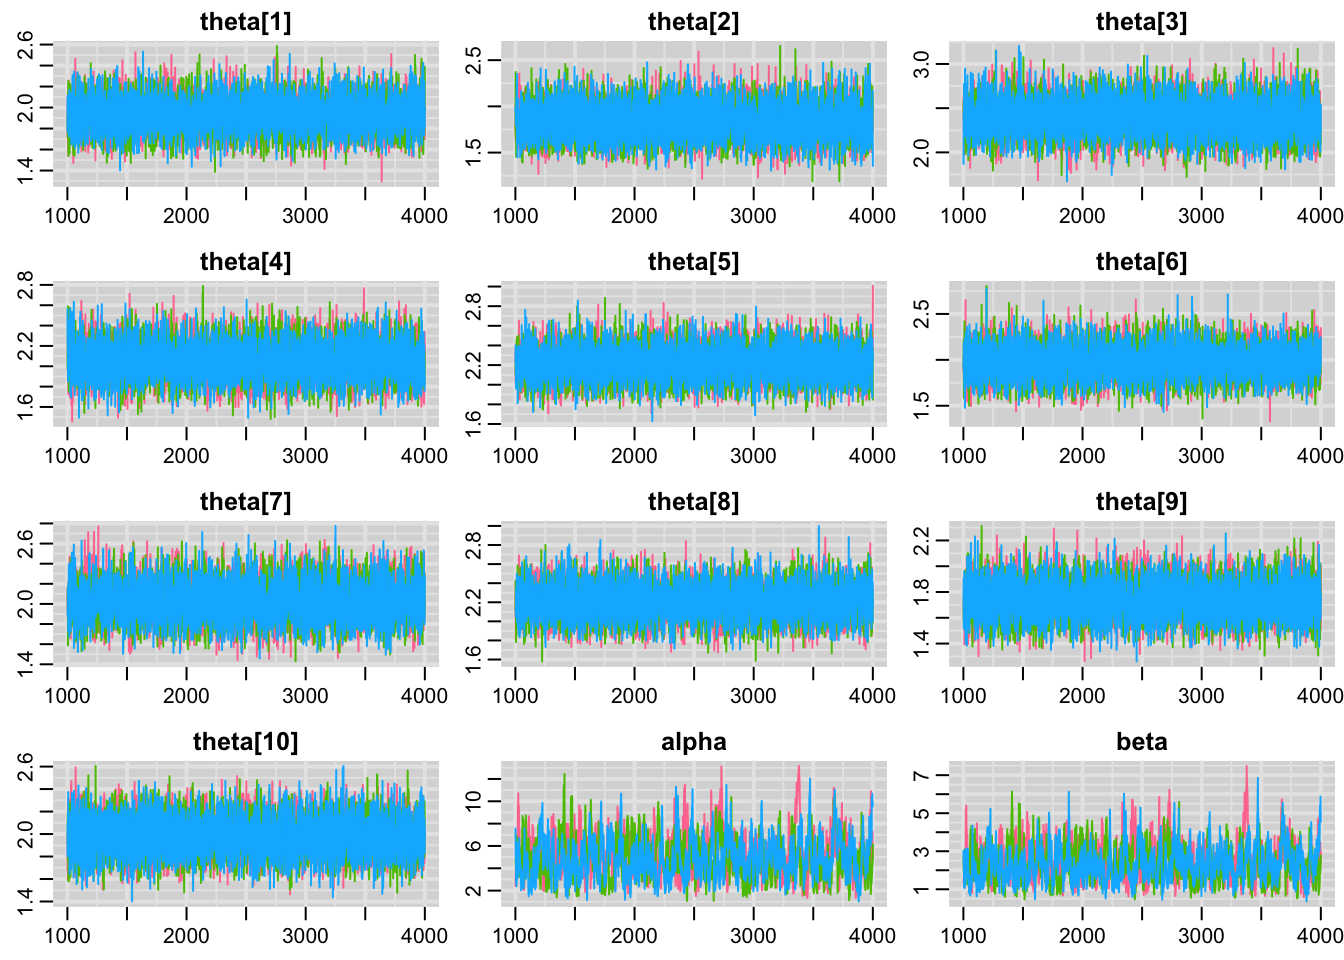 theta[1] theta[2] theta[3]
2.6 2.0 1.4
2.5 1.5
3.0 2.0
1000 2000 3000 4000 1000 2000 3000 4000 1000 2000 3000 4000
theta[4] theta[5] theta[6]
2.8 2.2 1.6
2.8 2.2 1.6
2.5 1.5
1000 2000 3000 4000 1000 2000 3000 4000 1000 2000 3000 4000
theta[7] theta[8] theta[9]
2.6 2.0 1.4
2.8 2.2 1.6
2.2 1.8 1.4
1000 2000 3000 4000 1000 2000 3000 4000 1000 2000 3000 4000
theta[10] alpha beta
2.6 2.0 1.4
10 6 2
7 5 3 1
1000 2000 3000 4000 1000 2000 3000 4000 1000 2000 3000 4000